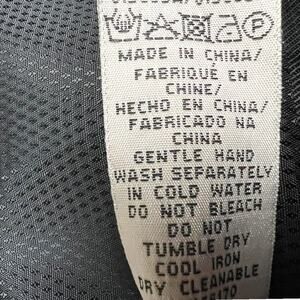 MADE IN CHINA/
FABRIQUÉ EN
CHINE/
HECHO EN CHINA/
FABRICADO NA
CHINA
GENTLE HAND
WASH SEPARATELY
IN COLD WATER
DO NOT BLEACH
DO NOT
TUMBLE DRY
COOL IRON
DRY CLEANABLE